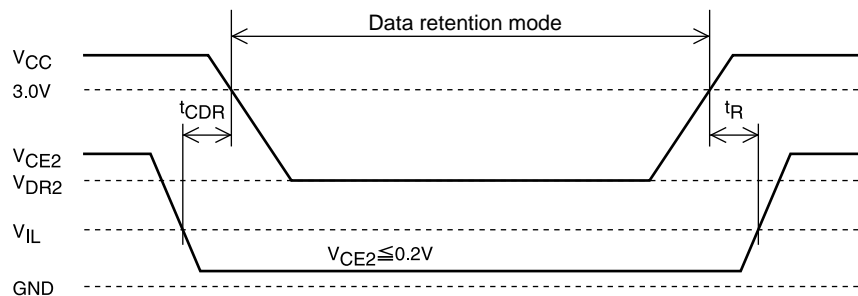 Data retention mode
VCC
3.0V
tCDR
tR
VCE2
VDR2
VIL
VCE2≦0.2V
GND